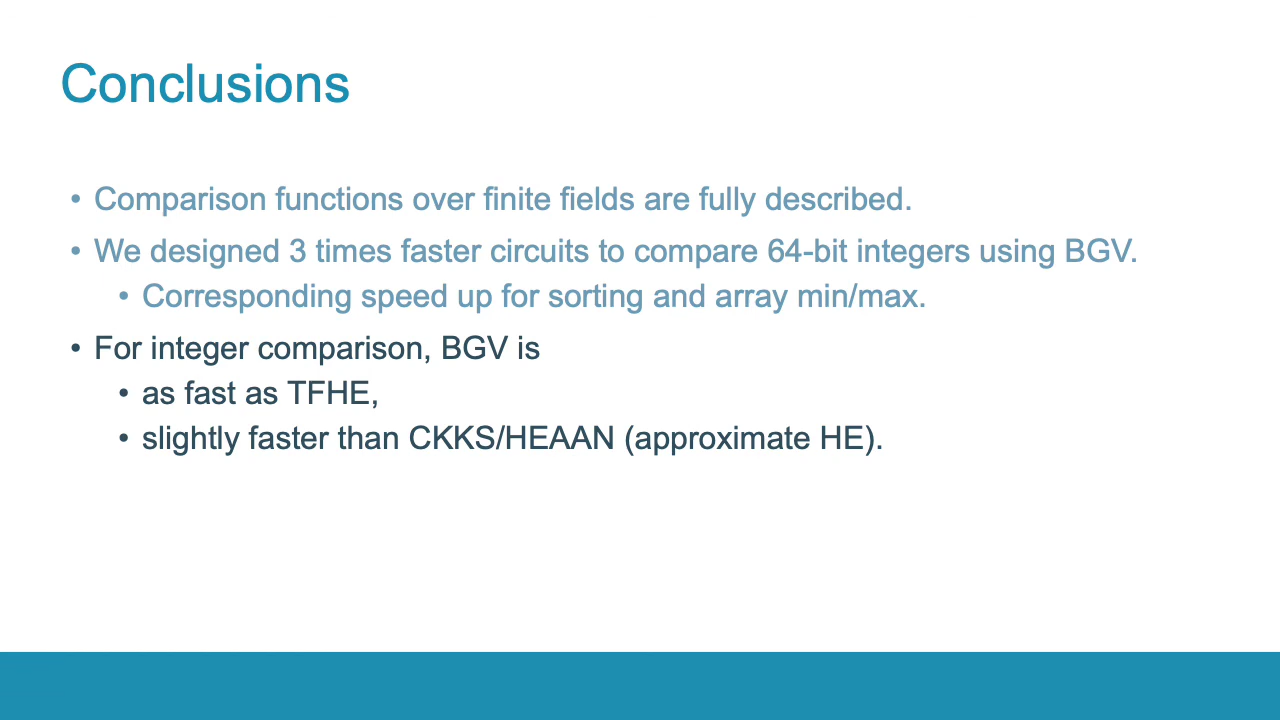 Conclusions
• Comparison functions over finite fields are fully described.
• We designed 3 times faster circuits to compare 64-bit integers using BGV.
• Corresponding speed up for sorting and array min/max.
• For integer comparison, BGV is
• as fast as TFHE,
• slightly faster than CKKS/HEAAN (approximate HE).